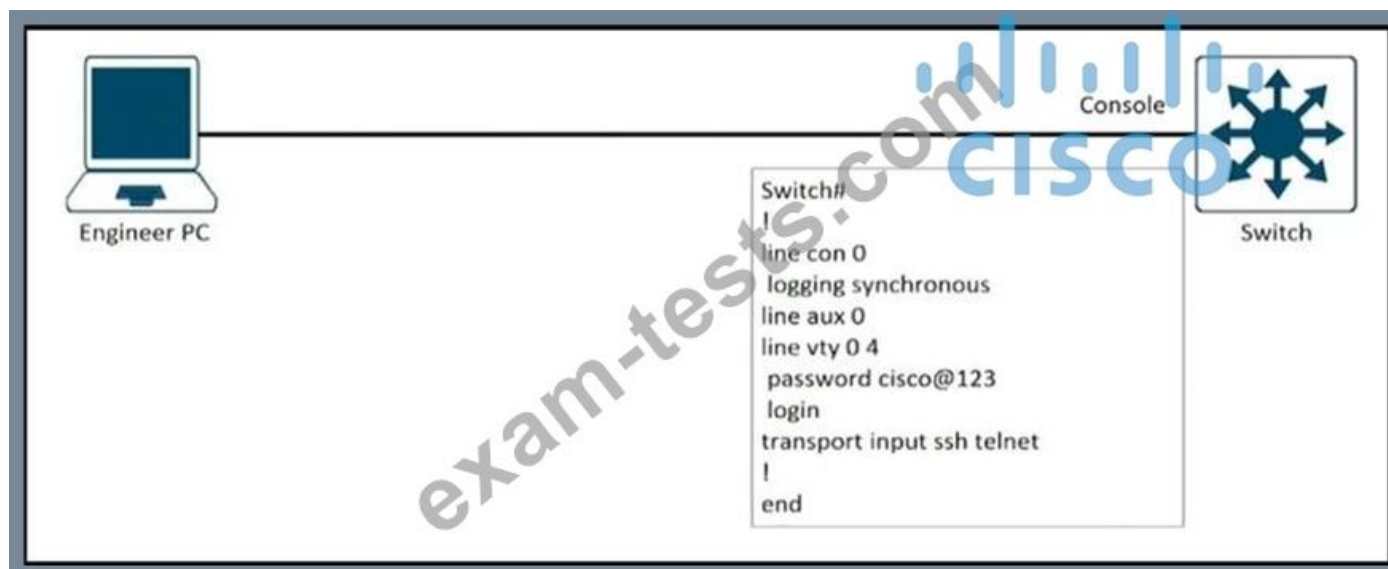 Console
CISCO
Engineer PC
Switch
Switch#
!
line con 0
logging synchronous
line aux 0
line vty 0 4
password cisco@123
login
transport input ssh telnet
!
end
exam-tests.com